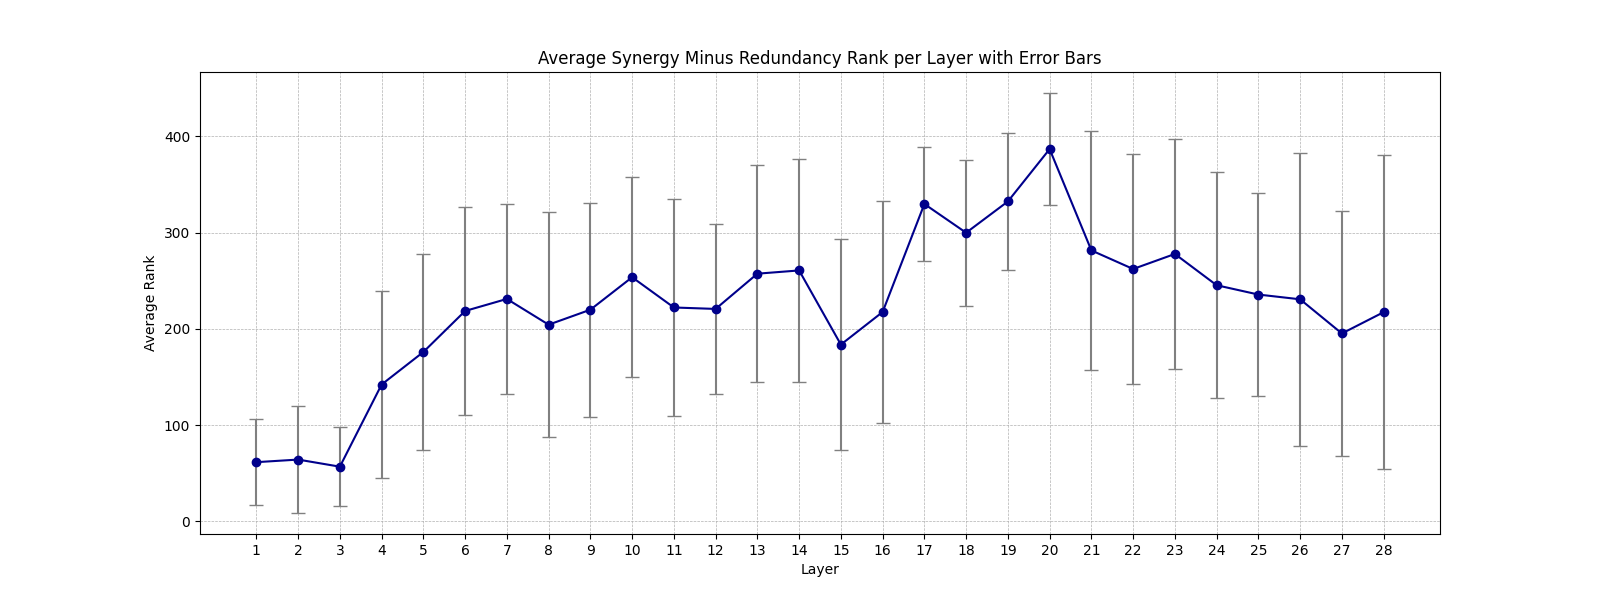 Average Synergy Minus Redundancy Rank per Layer with Error Bars
400
300
200
100
0
Average Rank
1 2 3 4 5 6 7 8 9 10 11 12 13 14 15 16 17 18 19 20 21 22 23 24 25 26 27 28
Layer